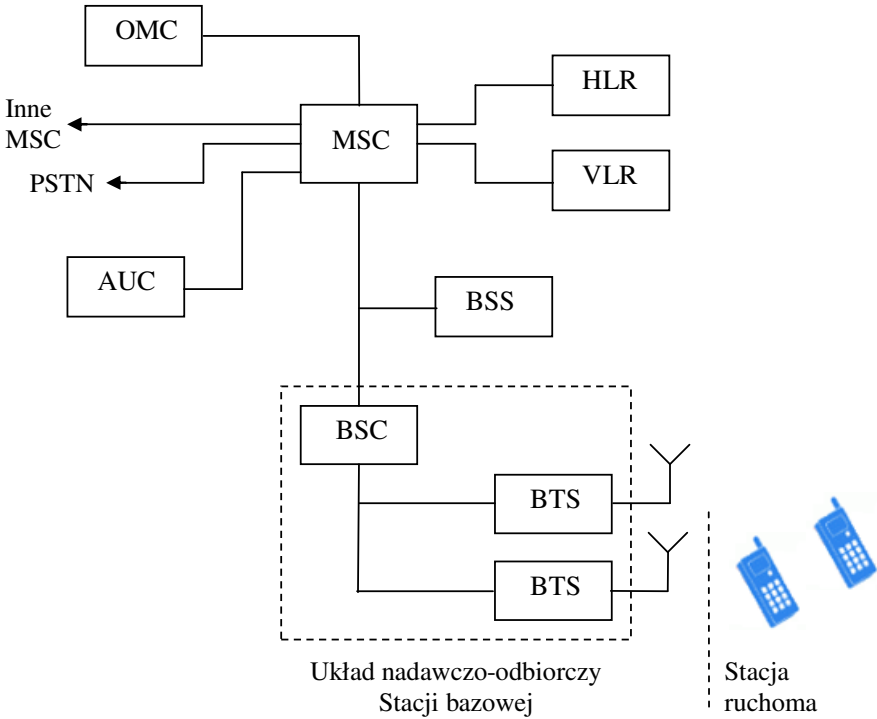 OMC
HLR
Inne
MSC
MSC
VLR
PSTN
AUC
BSS
BSC
BTS
BTS
Układ nadawczo-odbiorczy
Stacji bazowej
Stacja
ruchoma